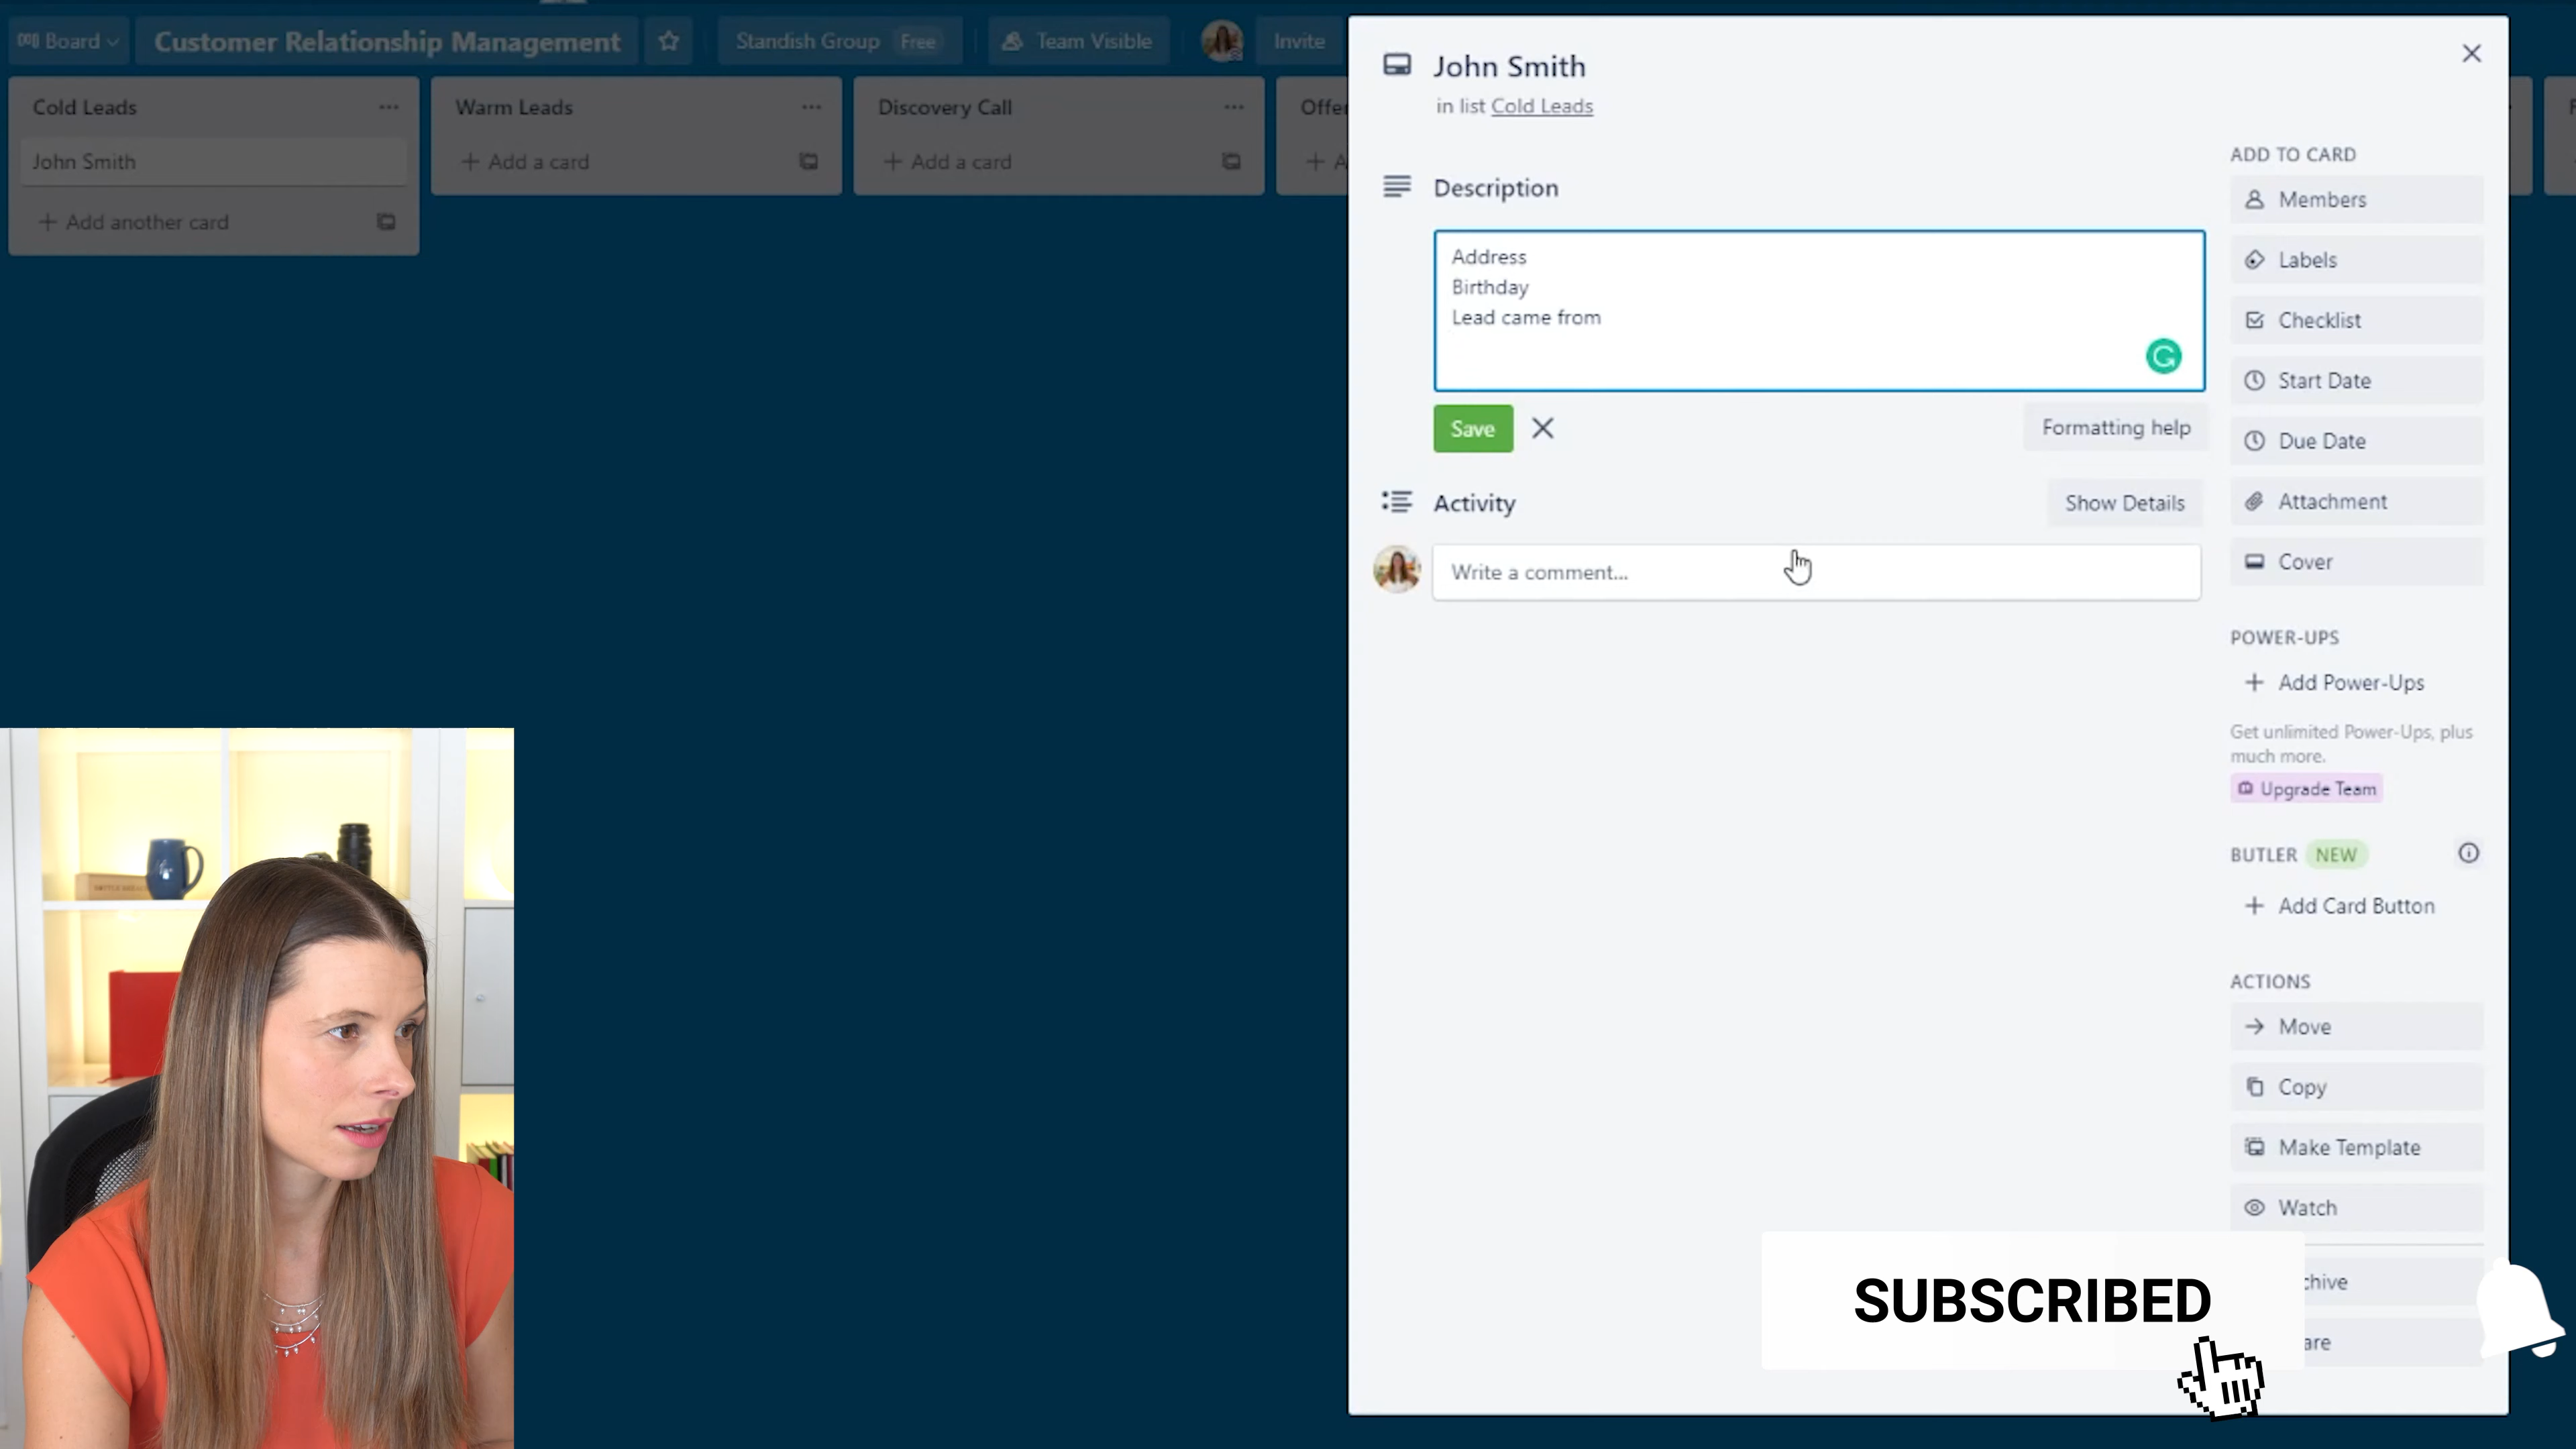 Board
Customer Relationship Management
Standish Group
Free
Team Visible
Invite
Cold Leads
John Smith
+ Add another card
Warm Leads
+ Add a card
Discovery Call
+ Add a card
John Smith
in list Cold Leads
Description
Address
Birthday
Lead came from
Save
Formatting help
Activity
Show Details
Write a comment...
ADD TO CARD
Members
Labels
Checklist
Start Date
Due Date
Attachment
Cover
POWER-UPS
+ Add Power-Ups
Get unlimited Power-Ups, plus
much more.
Upgrade Team
BUTLER NEW
+ Add Card Button
ACTIONS
Move
Copy
Make Template
Watch
SUBSCRIBED